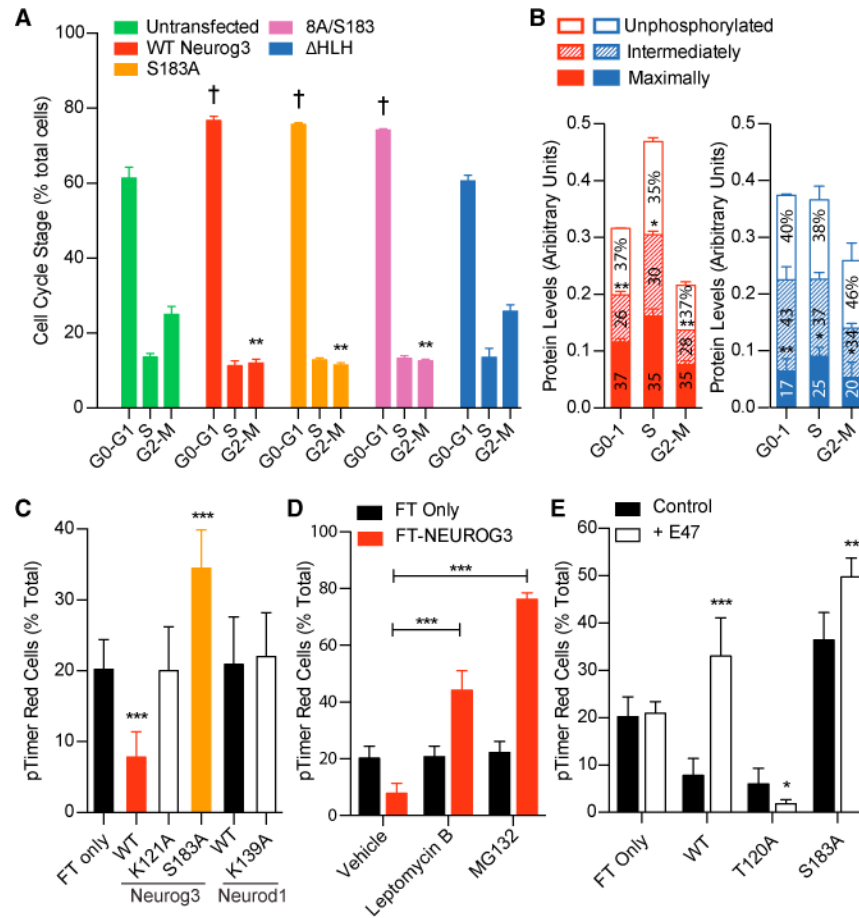 A
Untransfected
WT Neurog3
S183A
8A/S183
ΔHLH
Cell Cycle Stage (% total cells)
80
60
40
20
0
† † †
** ** **
G0-G1 S G2-M G0-G1 S G2-M G0-G1 S G2-M G0-G1 S G2-M G0-G1 S G2-M
B
Unphosphorylated
Intermediately
Maximally
Protein Levels (Aribitrary Units)
0.5
0.4
0.3
0.2
0.1
0.0
37%
**
26
37
35%
*
30
35
37%
**
28
35
G0-1 S G2-M
Protein Levels (Aribitrary Units)
0.5
0.4
0.3
0.2
0.1
0.0
40%
43
**
17
38%
37
*
25
46%
34
*
20
G0-1 S G2-M
C
pTimer Red Cells (% Total)
40
30
20
10
0
*** ***
FT only WT K121A S183A WT K139A
Neurog3 Neurod1
D
FT Only
FT-NEUROG3
pTimer Red Cells (% Total)
100
80
60
40
20
0
***
***
Vehicle Leptomycin B MG132
E
Control
+ E47
pTimer Red Cells (% Total)
60
50
40
30
20
10
0
*** * **
FT Only WT T120A S183A